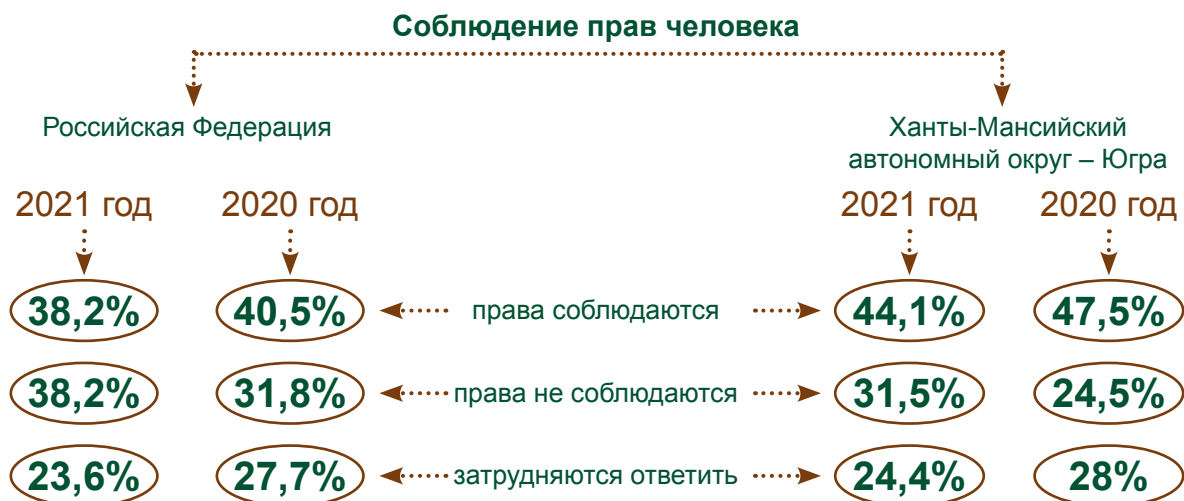 Соблюдение прав человека
Российская Федерация
Ханты-Мансийский
автономный округ – Югра
2021 год 2020 год 2021 год 2020 год
38,2% 40,5% права соблюдаются 44,1% 47,5%
38,2% 31,8% права не соблюдаются 31,5% 24,5%
23,6% 27,7% затрудняются ответить 24,4% 28%